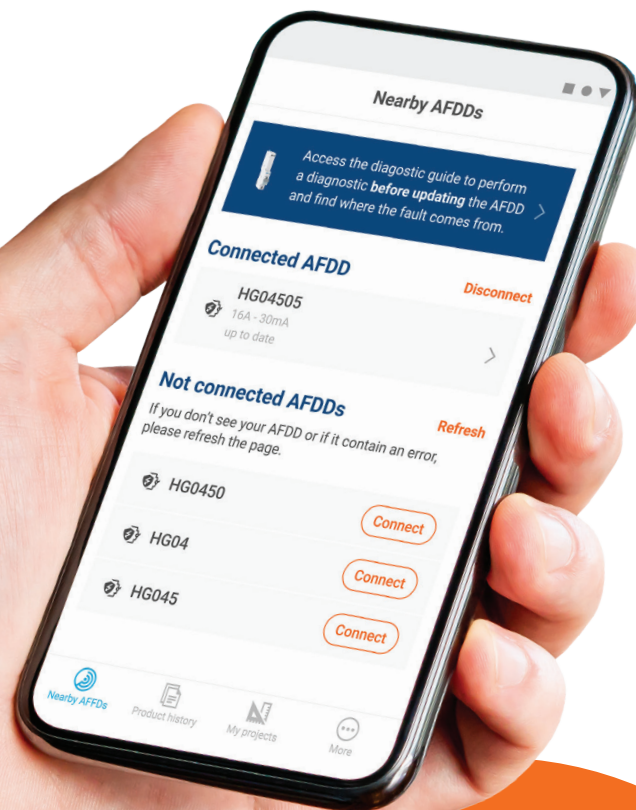 Nearby AFDDs
Access the diagostic guide to perform
a diagnostic before updating the AFDD
and find where the fault comes from.
Connected AFDD
Disconnect
HG04505
16A - 30mA
up to date
Not connected AFDDs
Refresh
If you don't see your AFDD or if it contain an error,
please refresh the page.
HG0450
Connect
HG04
Connect
HG045
Connect
Nearby AFFDs
Product history
My projects
More